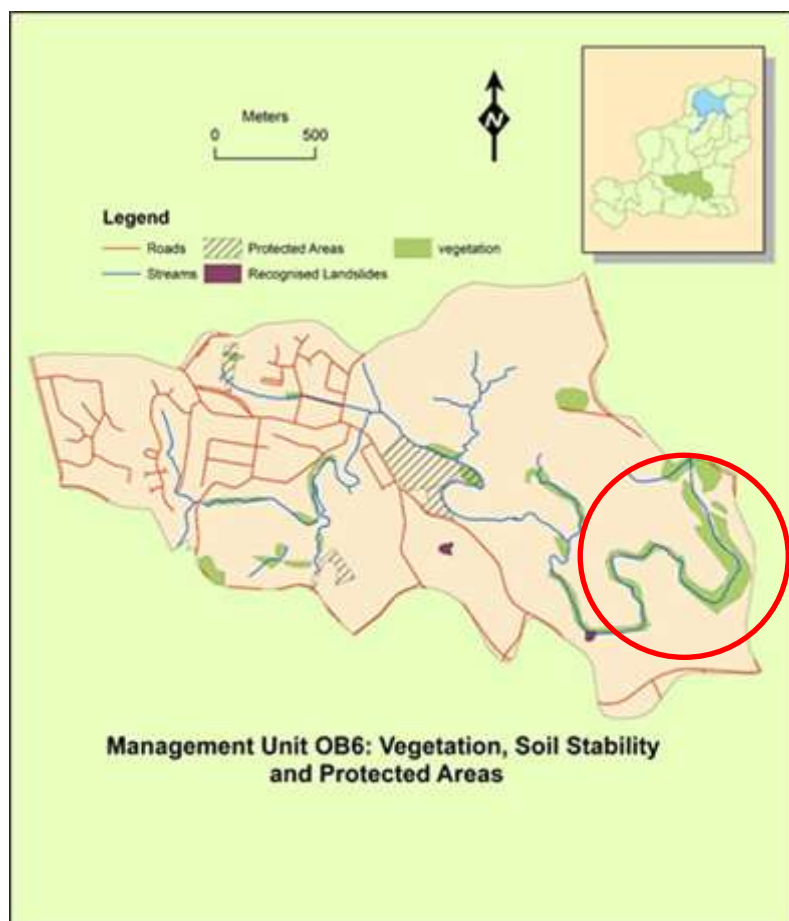 Meters
0 500
N
Legend
Roads Protected Areas vegetation
Streams Recognised Landslides
Management Unit OB6: Vegetation, Soil Stability
and Protected Areas